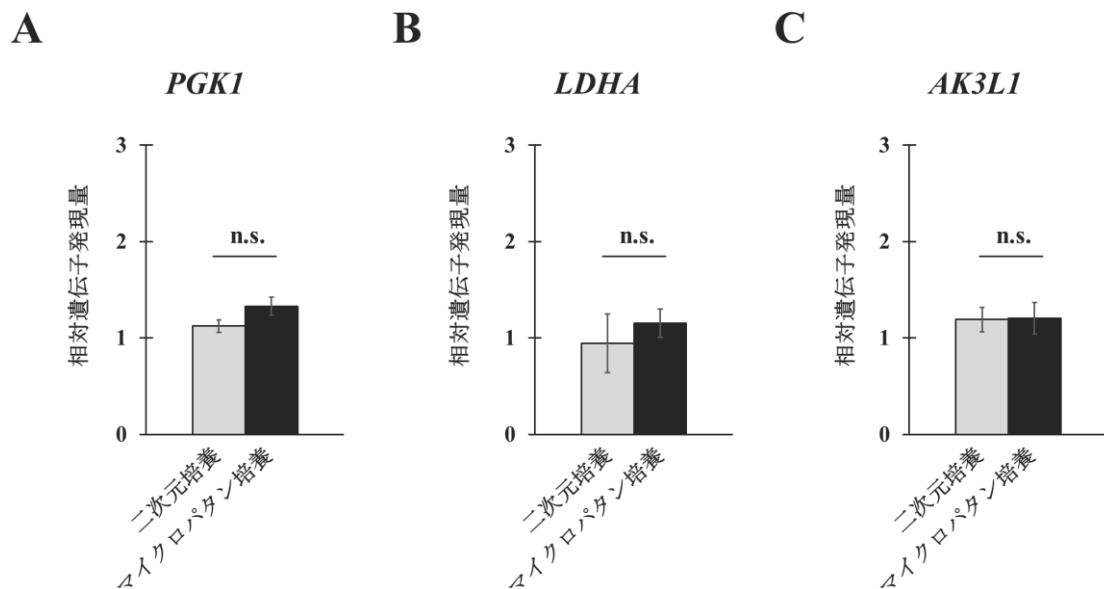 A
PGK1
相対遺伝子発現量
3
2
1
0
n.s.
二次元培養
マイクロパタン培養
B
LDHA
相対遺伝子発現量
3
2
1
0
n.s.
二次元培養
マイクロパタン培養
C
AK3L1
相対遺伝子発現量
3
2
1
0
n.s.
二次元培養
マイクロパタン培養